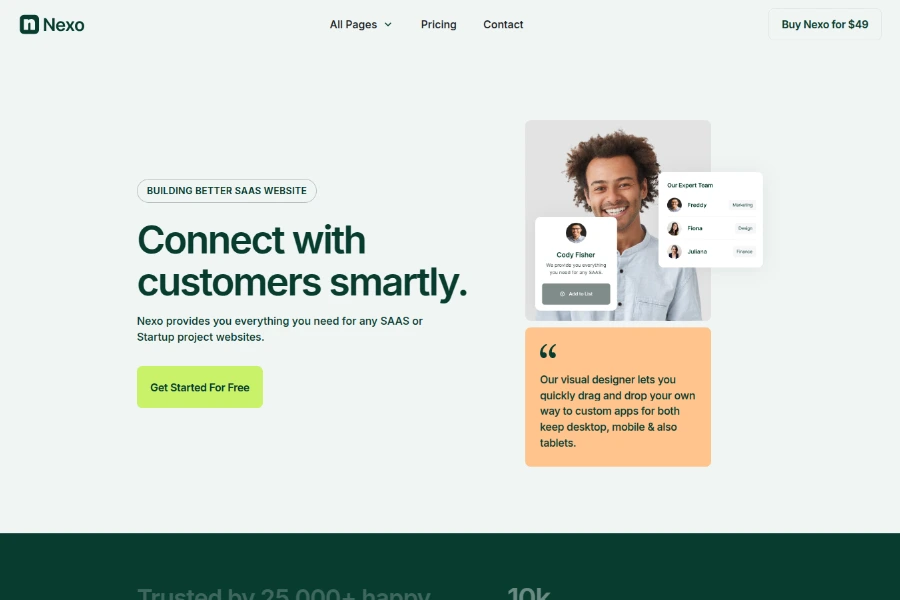 Nexo
All Pages
Pricing
Contact
Buy Nexo for $49
BUILDING BETTER SAAS WEBSITE
Connect with
customers smartly.
Nexo provides you everything you need for any SAAS or
Startup project websites.
Get Started For Free
Our Expert Team
Freddy
Marketing
Fiona
Design
Juliana
Finance
Cody Fisher
We provide you everything
you need for any SAAS.
Add to List
“
Our visual designer lets you
quickly drag and drop your own
way to custom apps for both
keep desktop, mobile & also
tablets.
Trusted by 25,000+ happy
10k